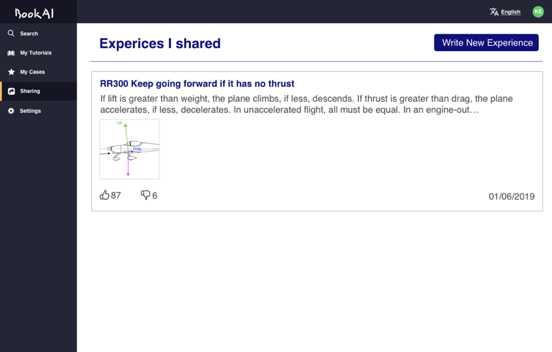 BookAI
English
KE
Search
My Tutorials
My Cases
Sharing
Settings
Experices I shared
Write New Experience
RR300 Keep going forward if it has no thrust
If lift is greater than weight, the plane climbs, if less, descends. If thrust is greater than drag, the plane
accelerates, if less, decelerates. In unaccelerated flight, all must be equal. In an engine-out…
87
6
01/06/2019